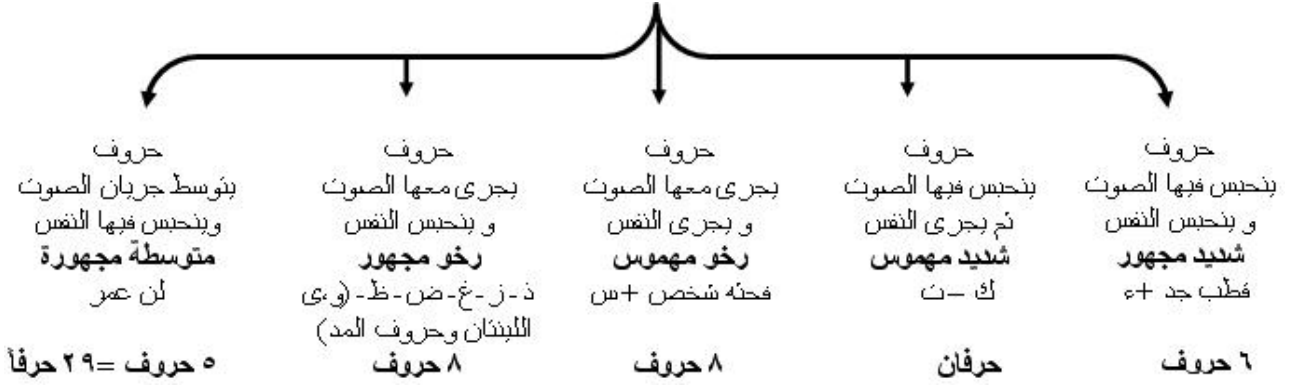 حروف
ينحبس فيها الصوت
و ينحبس النفس
شديد مجهور
قطب جد +ء
٦ حروف
حروف
ينحبس فيها الصوت
ثم يجرى النفس
شديد مهموس
ك – ت
حرفان
حروف
يجرى معها الصوت
و يجرى النفس
رخو مهموس
فحثه شخص +س
٨ حروف
حروف
يجرى معها الصوت
و ينحبس النفس
رخو مجهور
ذ - ز - غ - ض - ظ - (و،ى
اللينتان وحروف المد)
٨ حروف
حروف
يتوسط جريان الصوت
وينحبس فيها النفس
متوسطة مجهورة
لن عمر
٥ حروف =٢٩ حرفاً